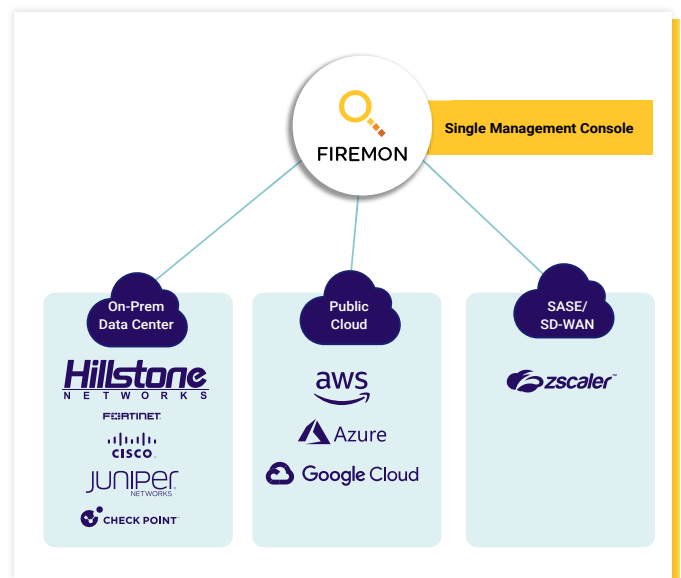 FIREMON
Single Management Console
On-Prem
Data Center
Hillstone
NETWORKS
FORTINET
CISCO
JUNIPER
NETWORKS
CHECK POINT
Public
Cloud
aws
Azure
Google Cloud
SASE/
SD-WAN
zscaler™